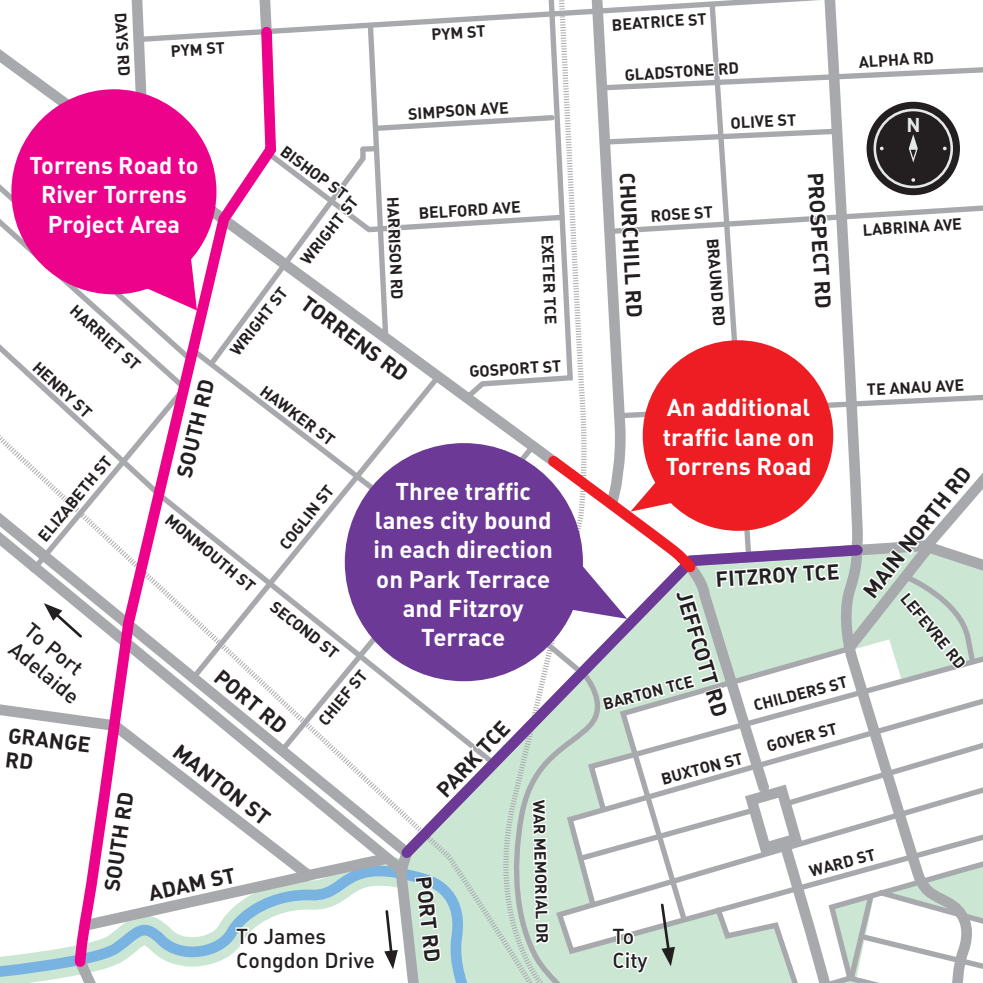 DAYS RD
PYM ST
PYM ST
BEATRICE ST
GLADSTONE RD
ALPHA RD
SIMPSON AVE
OLIVE ST
N
Torrens Road to
River Torrens
Project Area
BISHOP ST
WRIGHT ST
HARRISON RD
BELFORD AVE
EXETER TCE
CHURCHILL RD
ROSE ST
BRAUND RD
PROSPECT RD
LABRINA AVE
HARRIET ST
WRIGHT ST
TORRENS RD
GOSPORT ST
HENRY ST
SOUTH RD
HAWKER ST
TE ANAU AVE
An additional
traffic lane on
Torrens Road
ELIZABETH ST
MONMOUTH ST
COGLIN ST
Three traffic
lanes city bound
in each direction
on Park Terrace
and Fitzroy
Terrace
FITZROY TCE
MAIN NORTH RD
LEFEVRE RD
JEFFCOTT RD
To Port
Adelaide
SECOND ST
PORT RD
CHIEF ST
BARTON TCE
CHILDERS ST
GOVER ST
BUXTON ST
GRANGE
RD
MANTON ST
PARK TCE
WAR MEMORIAL DR
SOUTH RD
ADAM ST
WARD ST
PORT RD
To James
Congdon Drive
To
City